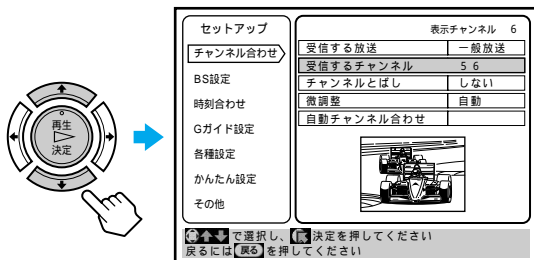 セットアップ
表示チャンネル 6
チャンネル合わせ
受信する放送 一般放送
受信するチャンネル 56
BS設定
チャンネルとばし しない
時刻合わせ
微調整 自動
Gガイド設定
自動チャンネル合わせ
各種設定
かんたん設定
その他
再生
決定
で選択し、 決定を押してください
戻るには 戻る を押してください